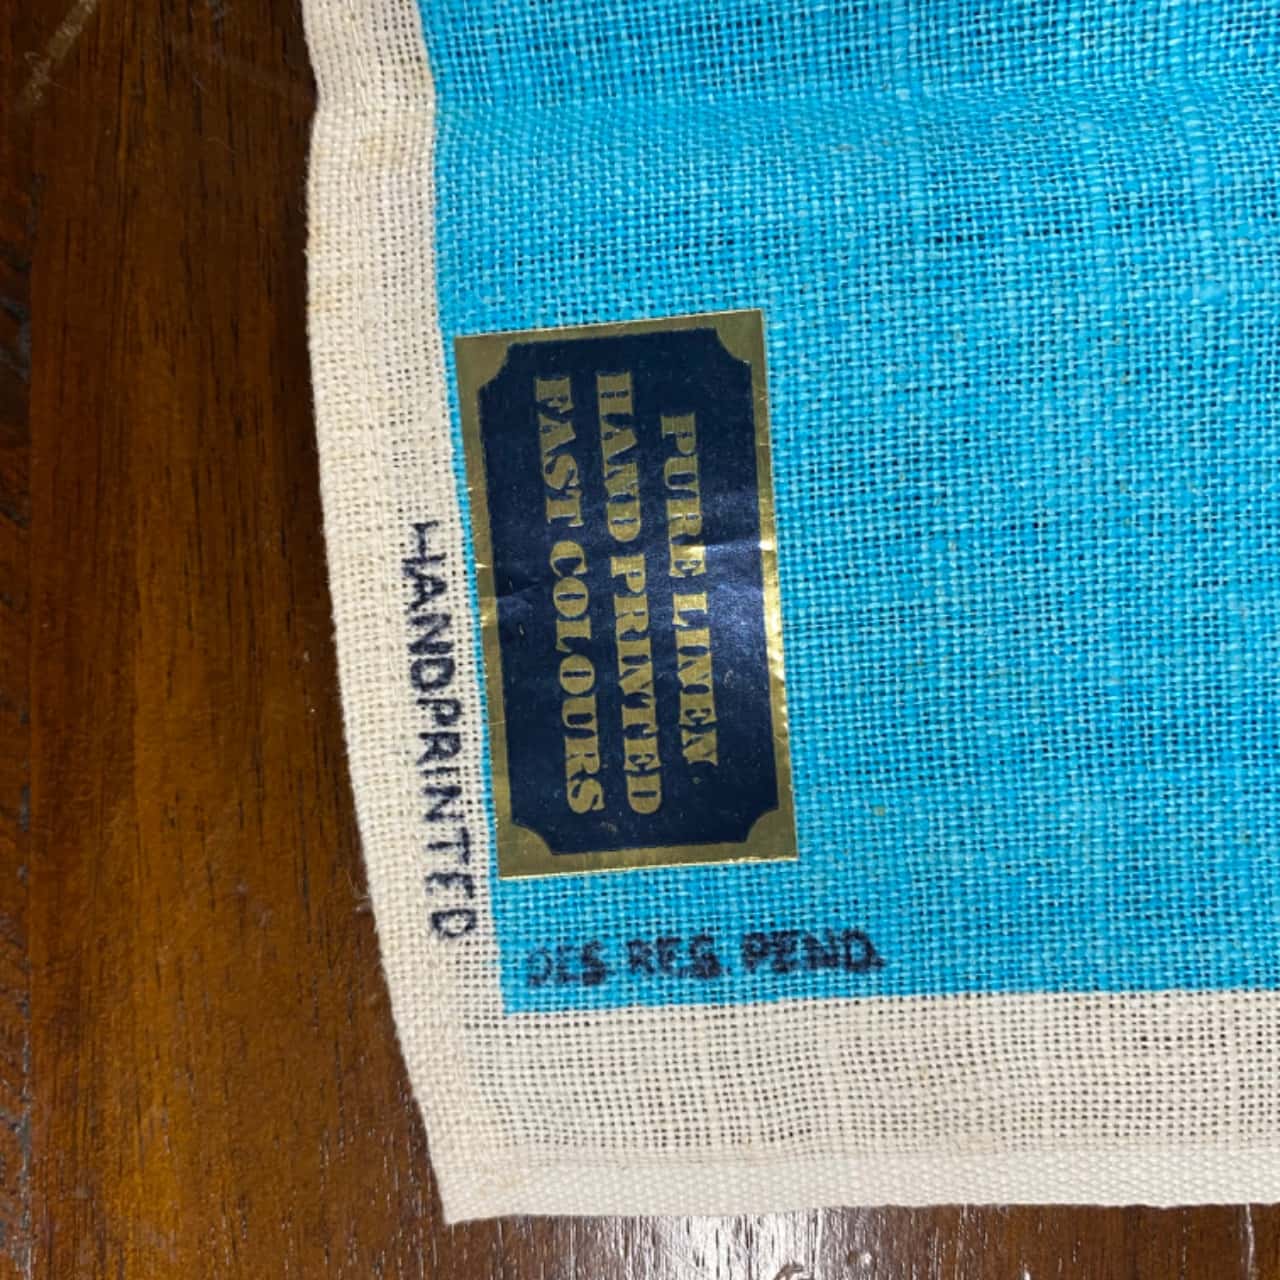 PURE LINEN
HAND PRINTED
FAST COLOURS
HANDPRINTED
DES. REG. PEND.